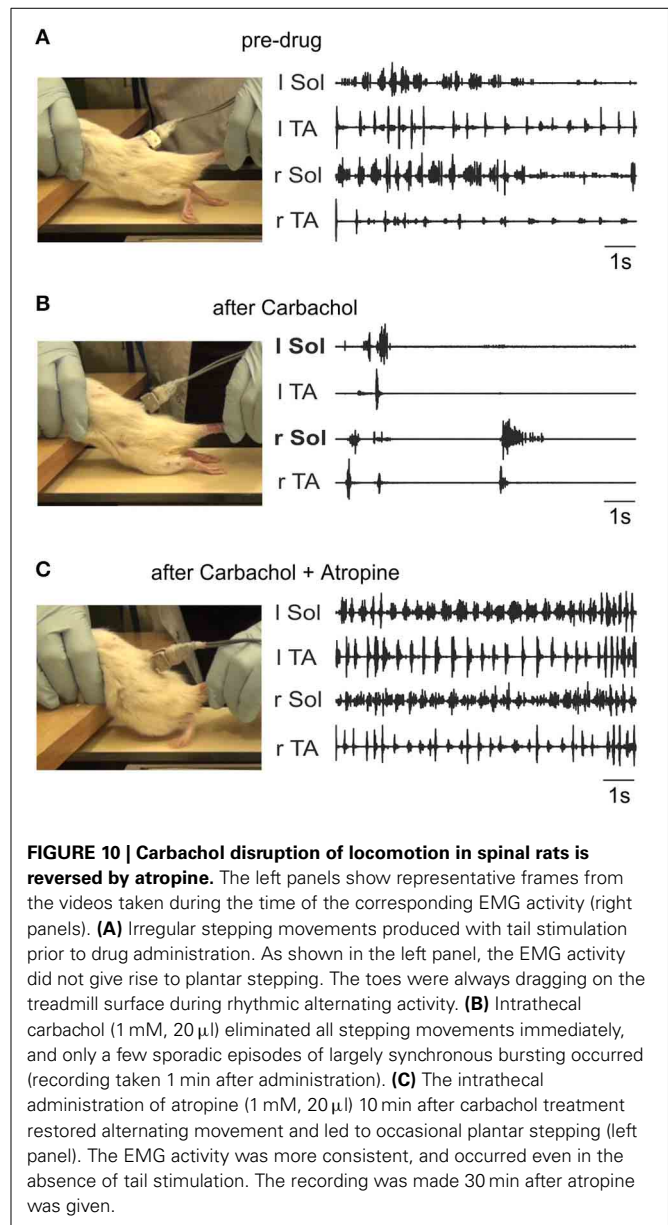 A
pre-drug
l Sol
l TA
r Sol
r TA
1s
B
after Carbachol
l Sol
l TA
r Sol
r TA
1s
C
after Carbachol + Atropine
l Sol
l TA
r Sol
r TA
1s
FIGURE 10 | Carbachol disruption of locomotion in spinal rats is
reversed by atropine. The left panels show representative frames from
the videos taken during the time of the corresponding EMG activity (right
panels). (A) Irregular stepping movements produced with tail stimulation
prior to drug administration. As shown in the left panel, the EMG activity
did not give rise to plantar stepping. The toes were always dragging on the
treadmill surface during rhythmic alternating activity. (B) Intrathecal
carbachol (1 mM, 20 μl) eliminated all stepping movements immediately,
and only a few sporadic episodes of largely synchronous bursting occurred
(recording taken 1 min after administration). (C) The intrathecal
administration of atropine (1 mM, 20 μl) 10 min after carbachol treatment
restored alternating movement and led to occasional plantar stepping (left
panel). The EMG activity was more consistent, and occurred even in the
absence of tail stimulation. The recording was made 30 min after atropine
was given.